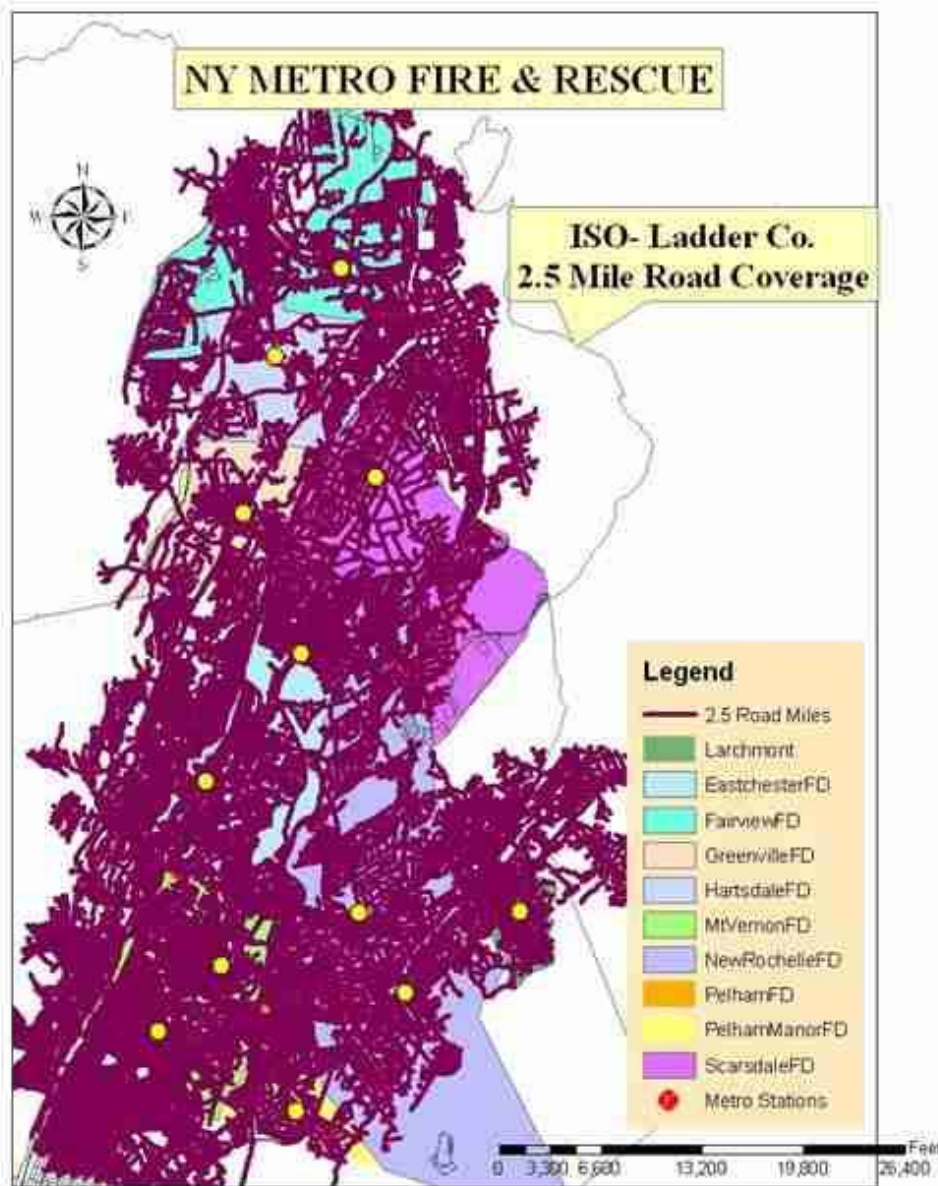 NY METRO FIRE & RESCUE
N
W E
S
ISO- Ladder Co.
2.5 Mile Road Coverage
Legend
2.5 Road Miles
Larchmont
EastchesterFD
FairviewFD
GreenvilleFD
HartsdaleFD
MtVernonFD
NewRochelleFD
PelhamFD
PelhamManorFD
ScarsdaleFD
Metro Stations
Feet
0 3,300 6,600 13,200 19,800 26,400